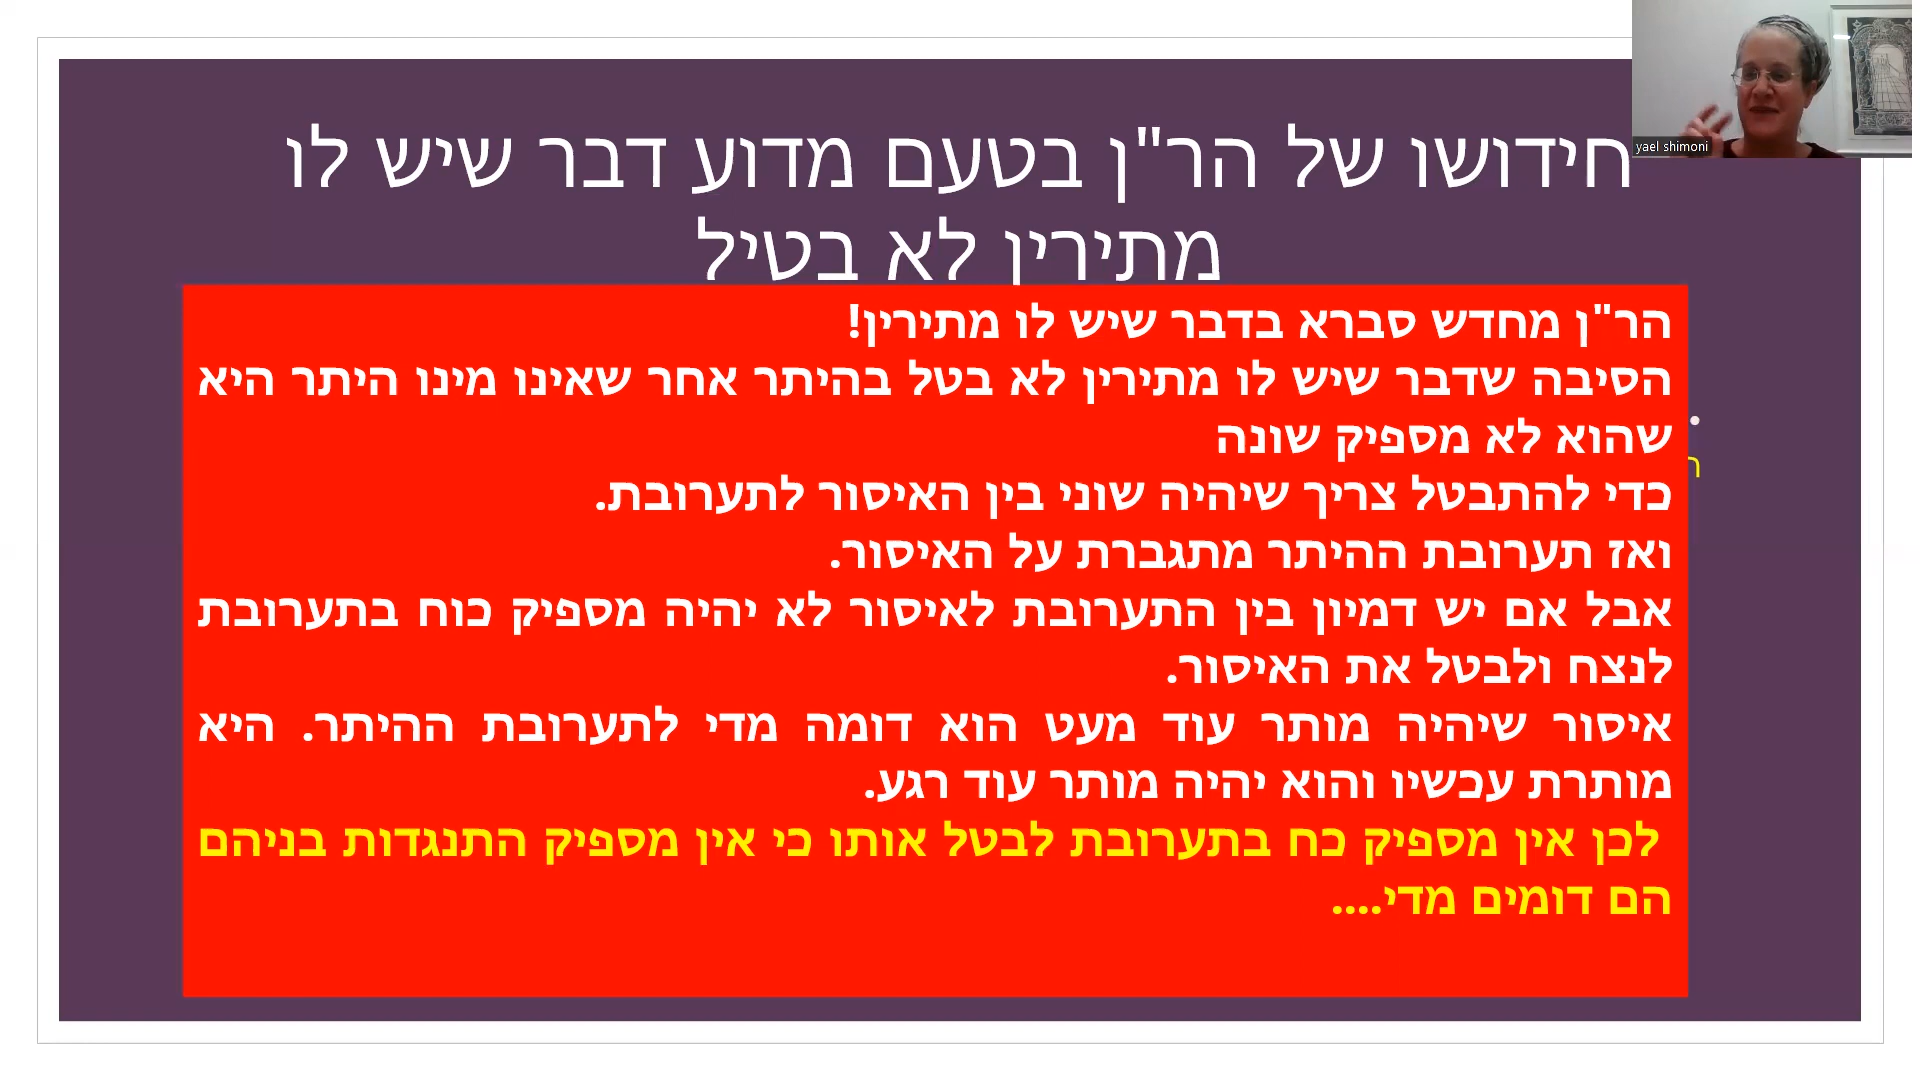 חידושו של הר"ן בטעם מדוע דבר שיש לו
מתירין לא בטיל
yael shimoni
הר"ן מחדש סברא בדבר שיש לו מתירין!
הסיבה שדבר שיש לו מתירין לא בטל בהיתר אחר שאינו מינו היתר היא
שהוא לא מספיק שונה
כדי להתבטל צריך שיהיה שוני בין האיסור לתערובת.
ואז תערובת ההיתר מתגברת על האיסור.
אבל אם יש דמיון בין התערובת לאיסור לא יהיה מספיק כוח בתערובת
לנצח ולבטל את האיסור.
איסור שיהיה מותר עוד מעט הוא דומה מדי לתערובת ההיתר. היא
מותרת עכשיו והוא יהיה מותר עוד רגע.
לכן אין מספיק כח בתערובת לבטל אותו כי אין מספיק התנגדות בניהם
הם דומים מדי....